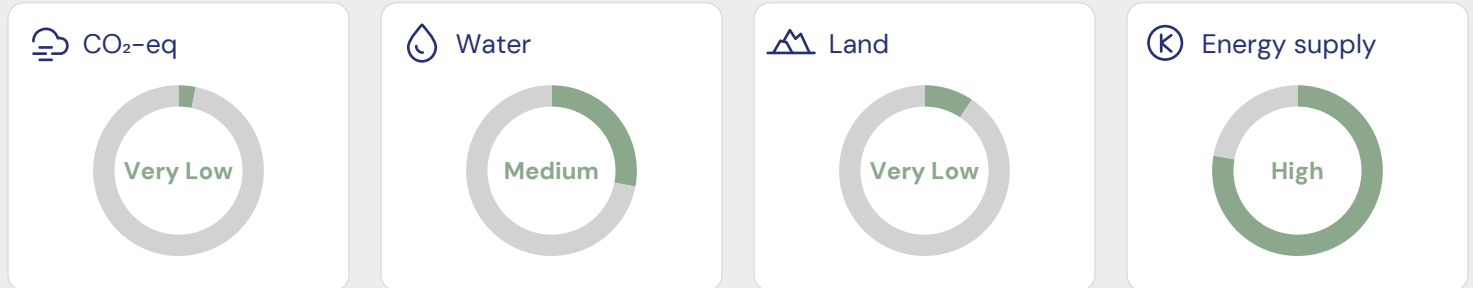 CO₂-eq
Very Low
Water
Medium
Land
Very Low
Energy supply
High